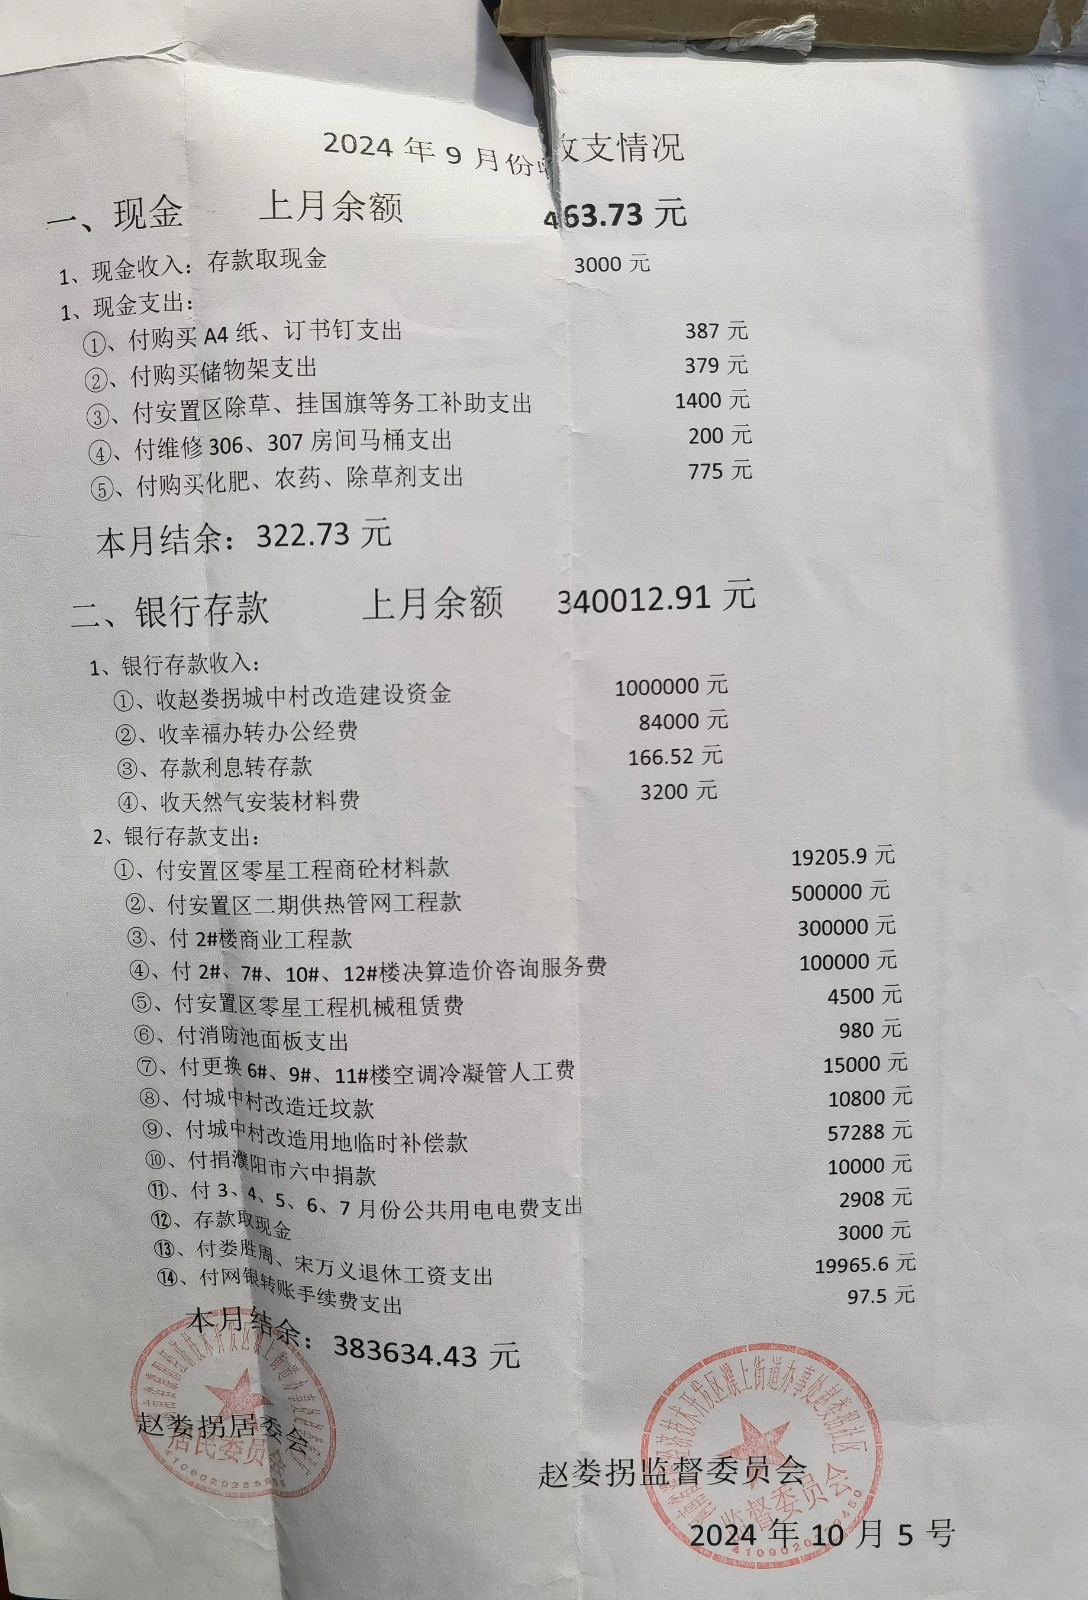 2024 年 9 月份收支情况
一、现金 上月余额 463.73 元
1、现金收入：存款取现金 3000 元
1、现金支出：
①、付购买 A4 纸、订书钉支出 387 元
②、付购买储物架支出 379 元
③、付安置区除草、挂国旗等务工补助支出 1400 元
④、付维修 306、307 房间马桶支出 200 元
⑤、付购买化肥、农药、除草剂支出 775 元
本月结余：322.73 元
二、银行存款 上月余额 340012.91 元
1、银行存款收入：
①、收赵娄拐城中村改造建设资金 1000000 元
②、收幸福办转办公经费 84000 元
③、存款利息转存款 166.52 元
④、收天然气安装材料费 3200 元
2、银行存款支出：
①、付安置区零星工程商砼材料款 19205.9 元
②、付安置区二期供热管网工程款 500000 元
③、付 2#楼商业工程款 300000 元
④、付 2#、7#、10#、12#楼决算造价咨询服务费 100000 元
⑤、付安置区零星工程机械租赁费 4500 元
⑥、付消防池面板支出 980 元
⑦、付更换 6#、9#、11#楼空调冷凝管人工费 15000 元
⑧、付城中村改造迁坟款 10800 元
⑨、付城中村改造用地临时补偿款 57288 元
⑩、付捐濮阳市六中捐款 10000 元
⑪、付 3、4、5、6、7 月份公共用电电费支出 2908 元
⑫、存款取现金 3000 元
⑬、付娄胜周、宋万义退休工资支出 19965.6 元
⑭、付网银转账手续费支出 97.5 元
本月结余：383634.43 元
赵娄拐居委会
居民委员会
赵娄拐监督委员会
监督委员会
2024 年 10 月 5 号